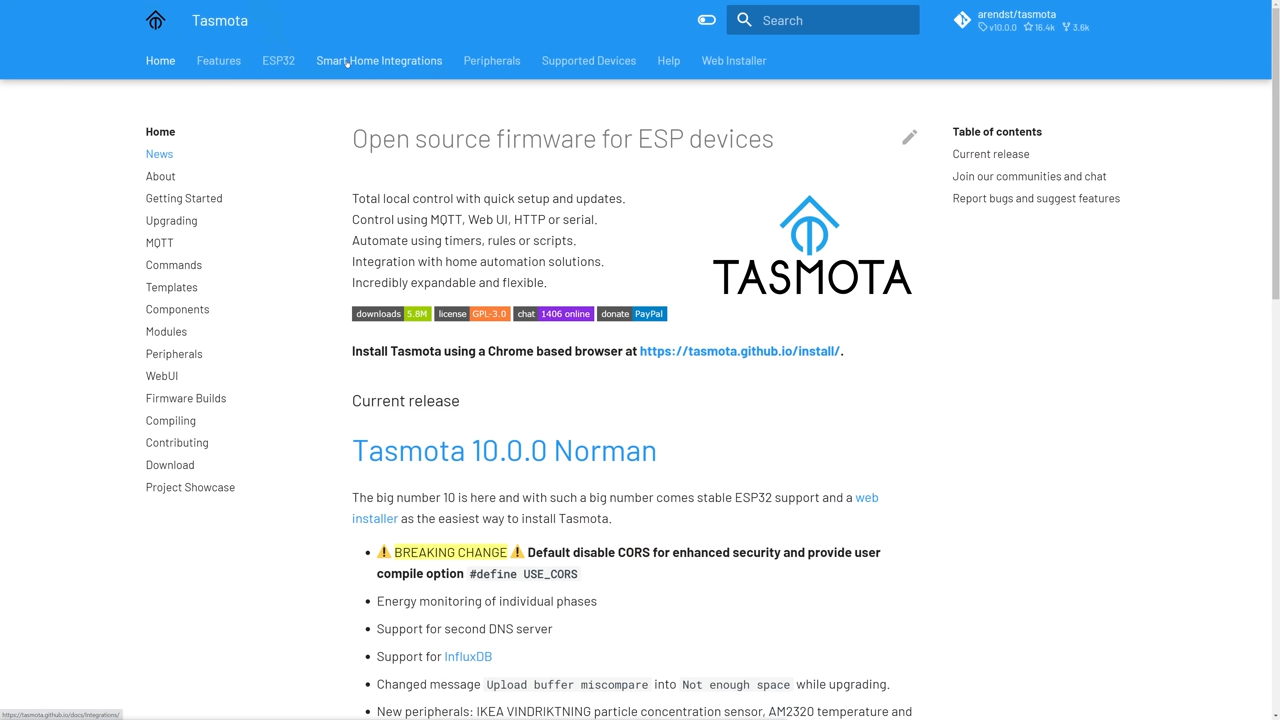 Tasmota
Search
arendst/tasmota
v10.0.0 16.4k 3.6k
Home Features ESP32 Smart Home Integrations Peripherals Supported Devices Help Web Installer
Home
News
About
Getting Started
Upgrading
MQTT
Commands
Templates
Components
Modules
Peripherals
WebUI
Firmware Builds
Compiling
Contributing
Download
Project Showcase
Open source firmware for ESP devices
Total local control with quick setup and updates.
Control using MQTT, Web UI, HTTP or serial.
Automate using timers, rules or scripts.
Integration with home automation solutions.
Incredibly expandable and flexible.
TASMOTA
downloads 5.8M license GPL-3.0 chat 1406 online donate PayPal
Install Tasmota using a Chrome based browser at https://tasmota.github.io/install/.
Current release
Tasmota 10.0.0 Norman
The big number 10 is here and with such a big number comes stable ESP32 support and a web
installer as the easiest way to install Tasmota.
• ⚠️ BREAKING CHANGE ⚠️ Default disable CORS for enhanced security and provide user
compile option #define USE_CORS
• Energy monitoring of individual phases
• Support for second DNS server
• Support for InfluxDB
• Changed message Upload buffer miscompare into Not enough space while upgrading.
• New peripherals: IKEA VINDRIKTNING particle concentration sensor, AM2320 temperature and
Table of contents
Current release
Join our communities and chat
Report bugs and suggest features
https://tasmota.github.io/docs/Integrations/